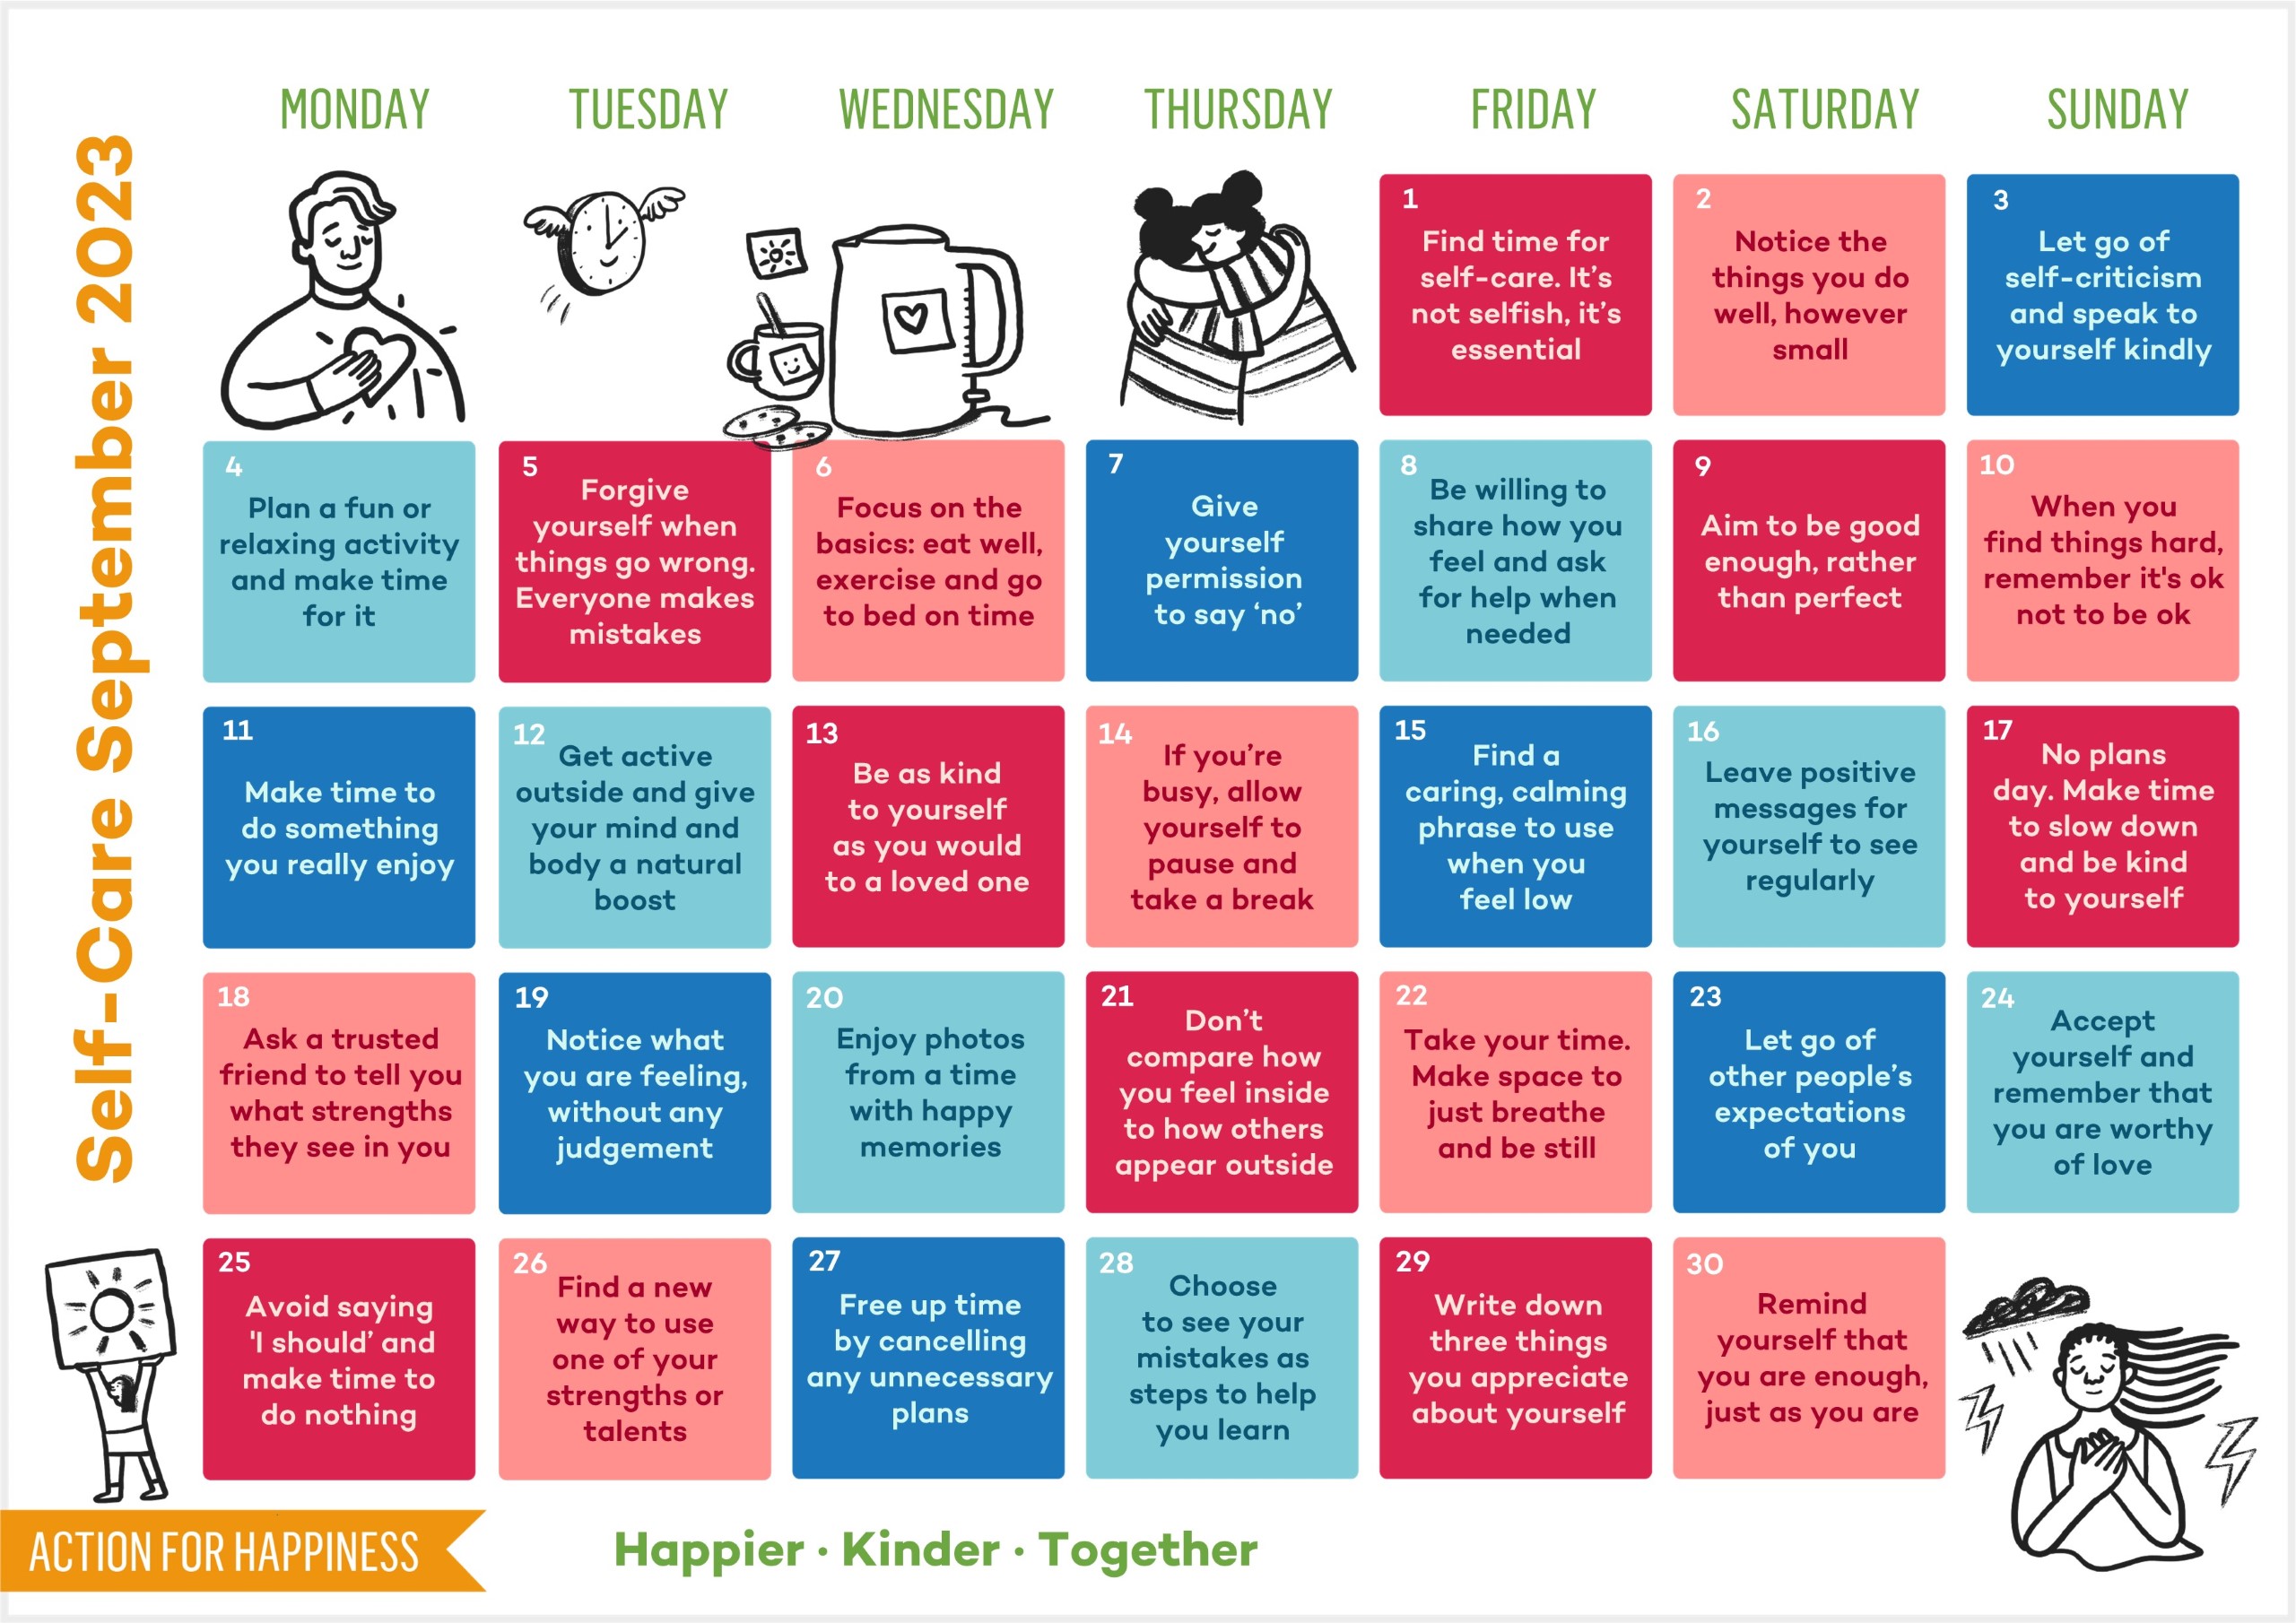 Self-Care September 2023
MONDAY
TUESDAY
WEDNESDAY
THURSDAY
FRIDAY
SATURDAY
SUNDAY
1
Find time for
self-care. It’s
not selfish, it’s
essential
2
Notice the
things you do
well, however
small
3
Let go of
self-criticism
and speak to
yourself kindly
4
Plan a fun or
relaxing activity
and make time
for it
5
Forgive
yourself when
things go wrong.
Everyone makes
mistakes
6
Focus on the
basics: eat well,
exercise and go
to bed on time
7
Give
yourself
permission
to say ‘no’
8
Be willing to
share how you
feel and ask
for help when
needed
9
Aim to be good
enough, rather
than perfect
10
When you
find things hard,
remember it's ok
not to be ok
11
Make time to
do something
you really enjoy
12
Get active
outside and give
your mind and
body a natural
boost
13
Be as kind
to yourself
as you would
to a loved one
14
If you’re
busy, allow
yourself to
pause and
take a break
15
Find a
caring, calming
phrase to use
when you
feel low
16
Leave positive
messages for
yourself to see
regularly
17
No plans
day. Make time
to slow down
and be kind
to yourself
18
Ask a trusted
friend to tell you
what strengths
they see in you
19
Notice what
you are feeling,
without any
judgement
20
Enjoy photos
from a time
with happy
memories
21
Don’t
compare how
you feel inside
to how others
appear outside
22
Take your time.
Make space to
just breathe
and be still
23
Let go of
other people’s
expectations
of you
24
Accept
yourself and
remember that
you are worthy
of love
25
Avoid saying
'I should’ and
make time to
do nothing
26
Find a new
way to use
one of your
strengths or
talents
27
Free up time
by cancelling
any unnecessary
plans
28
Choose
to see your
mistakes as
steps to help
you learn
29
Write down
three things
you appreciate
about yourself
30
Remind
yourself that
you are enough,
just as you are
ACTION FOR HAPPINESS
Happier · Kinder · Together